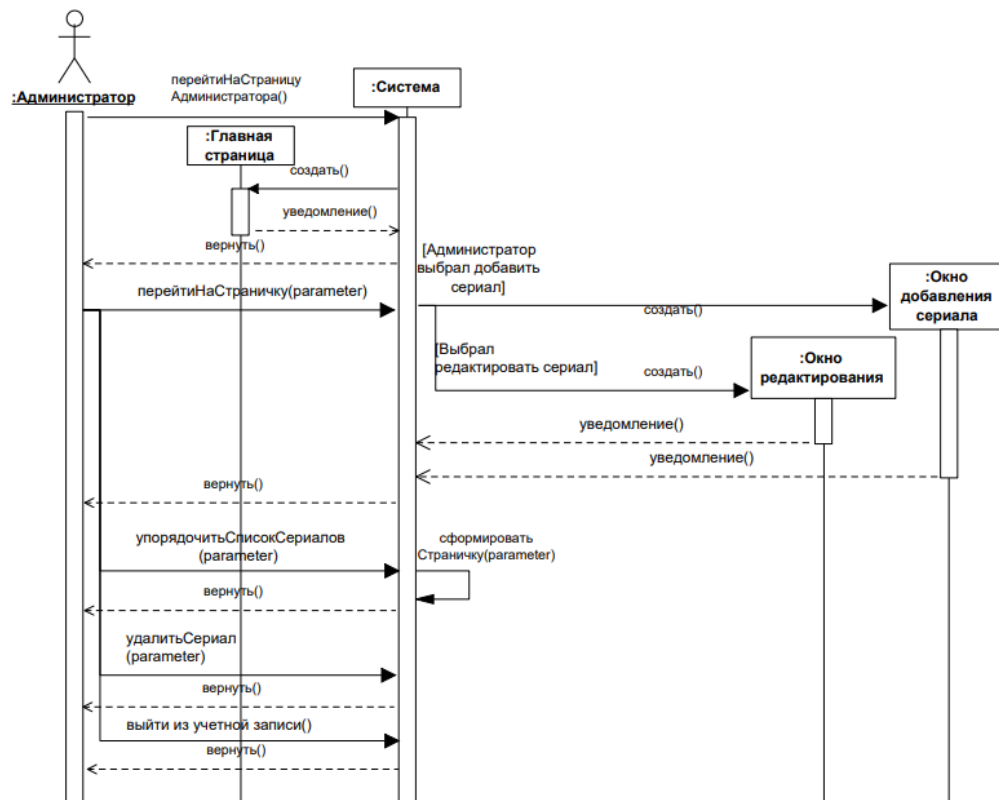 :Администратор
перейтиНаСтраницу
Администратора()
:Система
:Главная
страница
создать()
уведомление()
вернуть()
[Администратор
выбрал добавить
сериал]
:Окно
добавления
сериала
перейтиНаСтраничку(parameter)
создать()
[Выбрал
редактировать сериал]
создать()
:Окно
редактирования
уведомление()
уведомление()
вернуть()
упорядочитьСписокСериалов
(parameter)
сформировать
Страничку(parameter)
вернуть()
удалитьСериал
(parameter)
вернуть()
выйти из учетной записи()
вернуть()